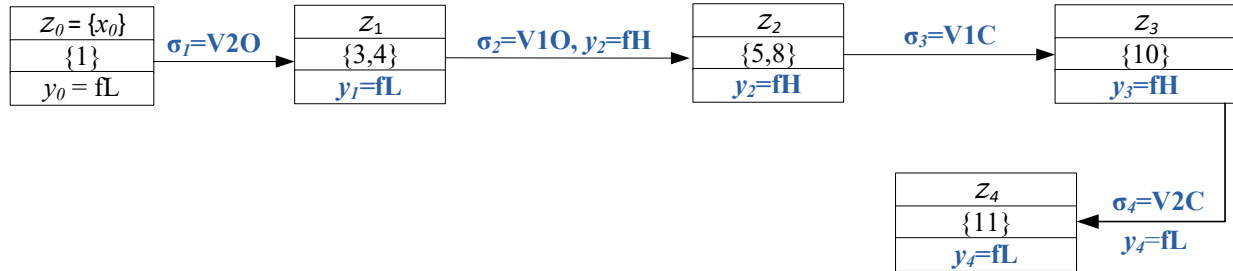 z₀ = {x₀}
{1}
y₀ = fL
σ₁=V2O
z₁
{3,4}
y₁=fL
σ₂=V1O, y₂=fH
z₂
{5,8}
y₂=fH
σ₃=V1C
z₃
{10}
y₃=fH
σ₄=V2C
y₄=fL
z₄
{11}
y₄=fL